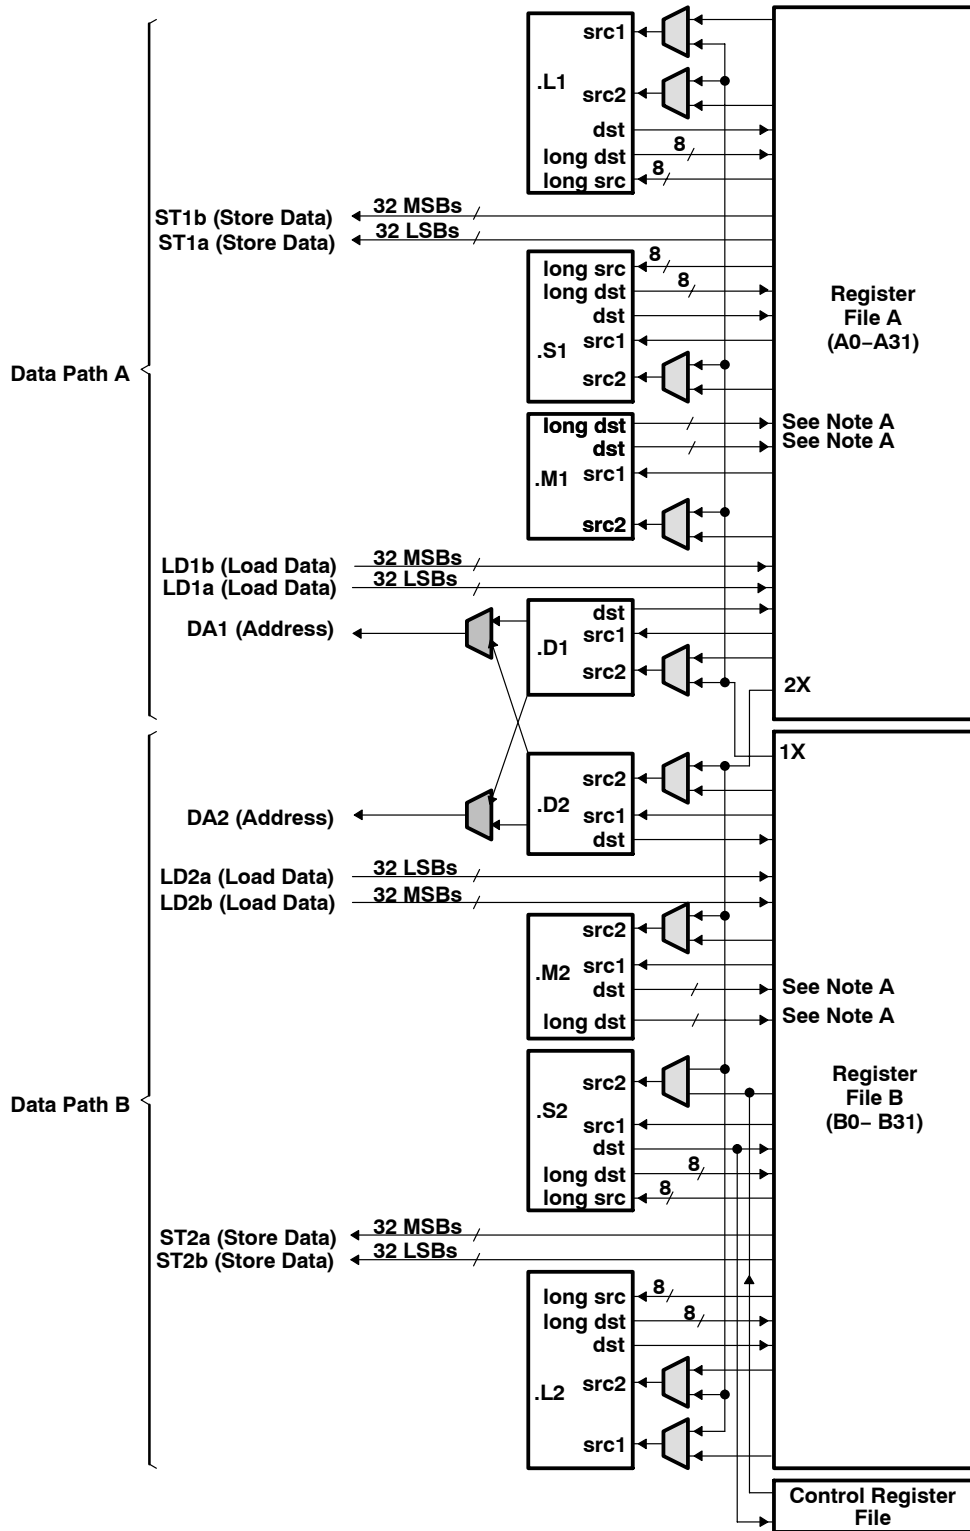 src1
.L1
src2
dst
long dst
8
long src
8
ST1b (Store Data)
32 MSBs
ST1a (Store Data)
32 LSBs
long src
8
long dst
8
dst
.S1
src1
src2
Register
File A
(A0−A31)
Data Path A
long dst
See Note A
dst
See Note A
.M1
src1
src2
LD1b (Load Data)
32 MSBs
LD1a (Load Data)
32 LSBs
DA1 (Address)
dst
.D1
src1
src2
2X
1X
src2
.D2
src1
dst
DA2 (Address)
LD2a (Load Data)
32 LSBs
LD2b (Load Data)
32 MSBs
src2
.M2
src1
dst
See Note A
long dst
See Note A
Data Path B
src2
.S2
src1
dst
long dst
8
long src
8
Register
File B
(B0− B31)
ST2a (Store Data)
32 MSBs
ST2b (Store Data)
32 LSBs
long src
8
long dst
8
dst
.L2
src2
src1
Control Register
File